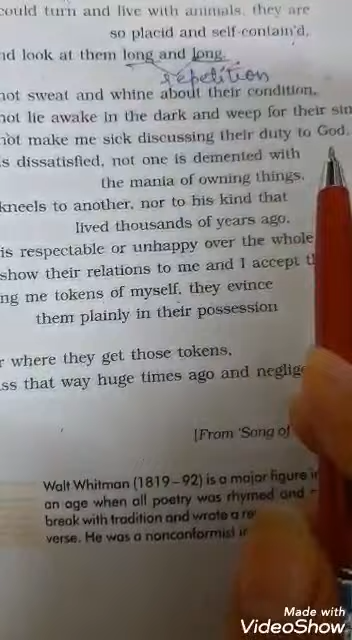 could turn and live with animals, they are
so placid and self-contain'd,
nd look at them long and long.
repetition
not sweat and whine about their condition,
not lie awake in the dark and weep for their sin
not make me sick discussing their duty to God,
s dissatisfied, not one is demented with
the mania of owning things,
kneels to another, nor to his kind that
lived thousands of years ago,
is respectable or unhappy over the whole
show their relations to me and I accept th
ng me tokens of myself, they evince
them plainly in their possession
r where they get those tokens,
ss that way huge times ago and neglige
[From 'Song of
Walt Whitman (1819–92) is a major figure in
an age when all poetry was rhymed and
break with tradition and wrote a re
verse. He was a nonconformist in
Made with
VideoShow